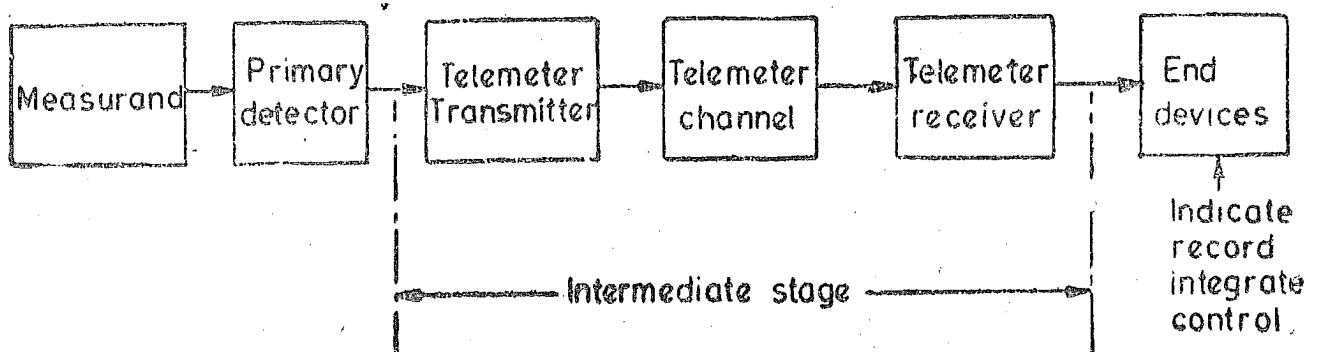 Measurand
Primary
detector
Telemeter
Transmitter
Telemeter
channel
Telemeter
receiver
End
devices
Indicate
record
integrate
control
Intermediate stage